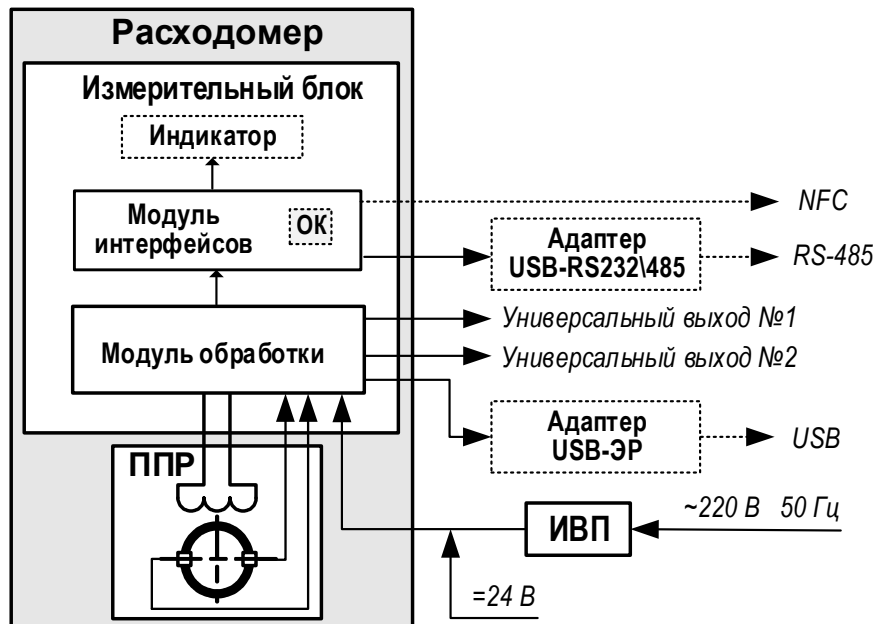 Расходомер
Измерительный блок
Индикатор
Модуль
интерфейсов
ОК
NFC
Адаптер
USB-RS232\485
RS-485
Универсальный выход №1
Модуль обработки
Универсальный выход №2
Адаптер
USB-ЭР
USB
ППР
ИВП
~220 В 50 Гц
=24 В